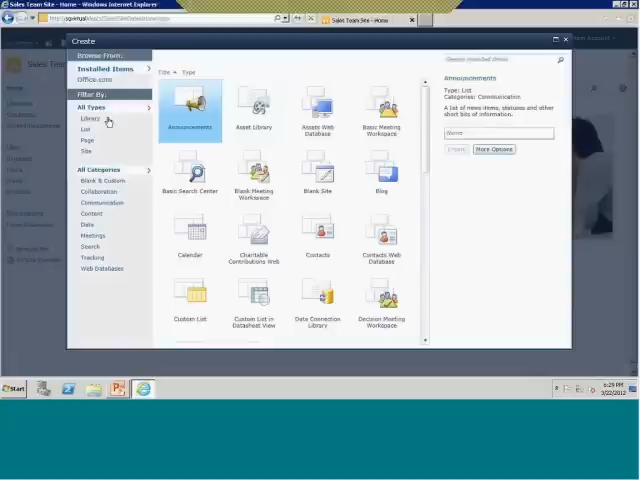 Sales Team Site - Home - Windows Internet Explorer
Sales Team Site - Home
Create
Browse From:
Installed Items
Office.com
Filter By:
All Types
Library
List
Page
Site
All Categories
Blank & Custom
Collaboration
Communication
Content
Data
Meetings
Search
Tracking
Web Databases
Title
Type
Announcements
Asset Library
Assets Web
Database
Basic Meeting
Workspace
Basic Search Center
Blank Meeting
Workspace
Blank Site
Blog
Calendar
Charitable
Contributions Web
Contacts
Contacts Web
Database
Custom List
Custom List in
Datasheet View
Data Connection
Library
Decision Meeting
Workspace
Search Installed Items
Announcements
Type: List
Categories: Communication
A list of news items, statuses and other
short bits of information.
Name
Create
More Options
Sales Team
Start
6:29 PM
3/22/2012